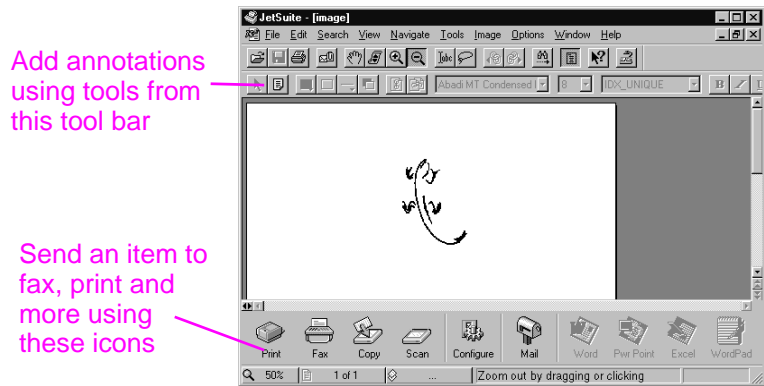 JetSuite - [image]
File Edit Search View Navigate Tools Image Options Window Help
Add annotations
using tools from
this tool bar
Abadi MT Condensed 8 IDX_UNIQUE B I
Send an item to
fax, print and
more using
these icons
Print Fax Copy Scan Configure Mail Word Pwr Point Excel WordPad
50% 1 of 1 ... Zoom out by dragging or clicking